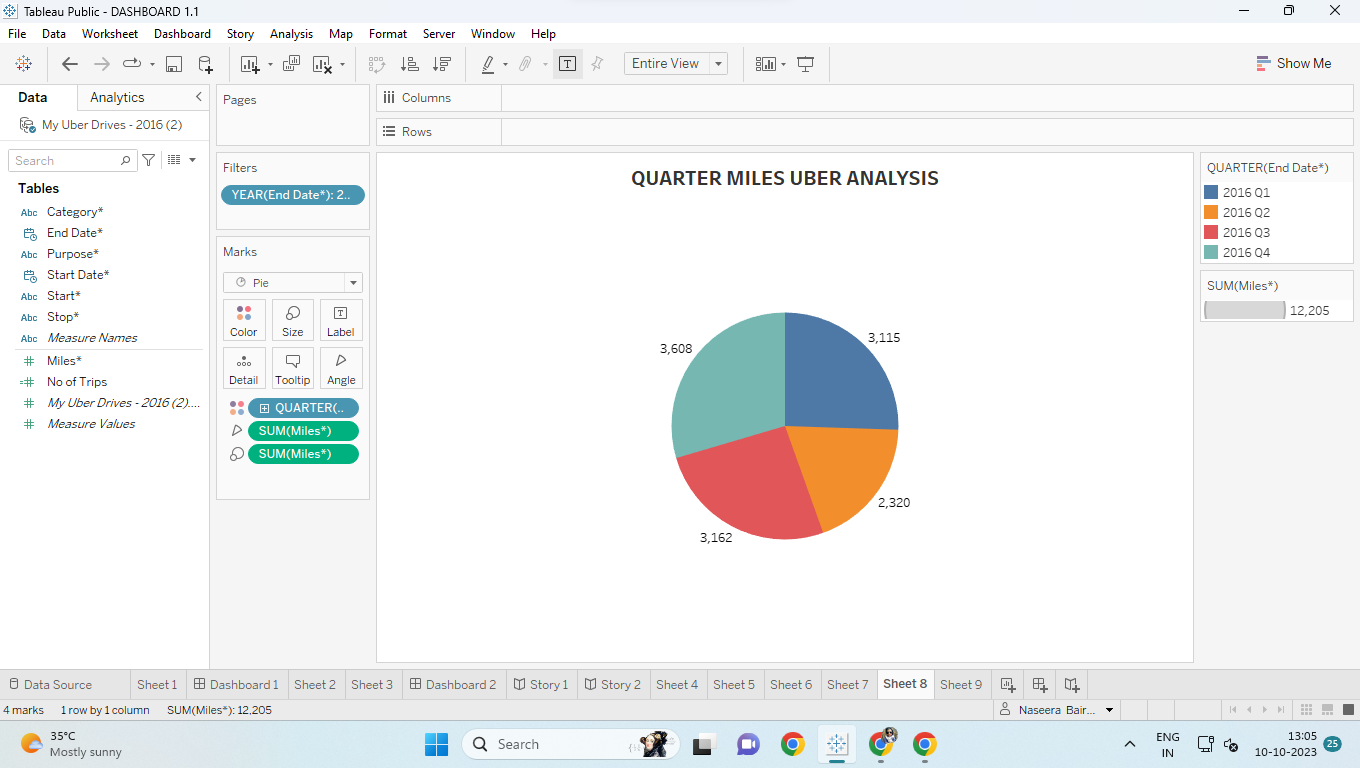 Tableau Public - DASHBOARD 1.1
File Data Worksheet Dashboard Story Analysis Map Format Server Window Help
Entire View
Show Me
Data Analytics
My Uber Drives - 2016 (2)
Search
Tables
Abc Category*
End Date*
Abc Purpose*
Start Date*
Abc Start*
Abc Stop*
Abc Measure Names
# Miles*
=# No of Trips
# My Uber Drives - 2016 (2)....
# Measure Values
Pages
Filters
YEAR(End Date*): 2..
Marks
Pie
Color Size Label
Detail Tooltip Angle
QUARTER(..
SUM(Miles*)
SUM(Miles*)
Columns
Rows
QUARTER MILES UBER ANALYSIS
3,115
3,608
2,320
3,162
QUARTER(End Date*)
2016 Q1
2016 Q2
2016 Q3
2016 Q4
SUM(Miles*)
12,205
Data Source Sheet 1 Dashboard 1 Sheet 2 Sheet 3 Dashboard 2 Story 1 Story 2 Sheet 4 Sheet 5 Sheet 6 Sheet 7 Sheet 8 Sheet 9
4 marks 1 row by 1 column SUM(Miles*): 12,205 Naseera Bair...
35°C
Mostly sunny
Search
ENG
IN
13:05
10-10-2023
25